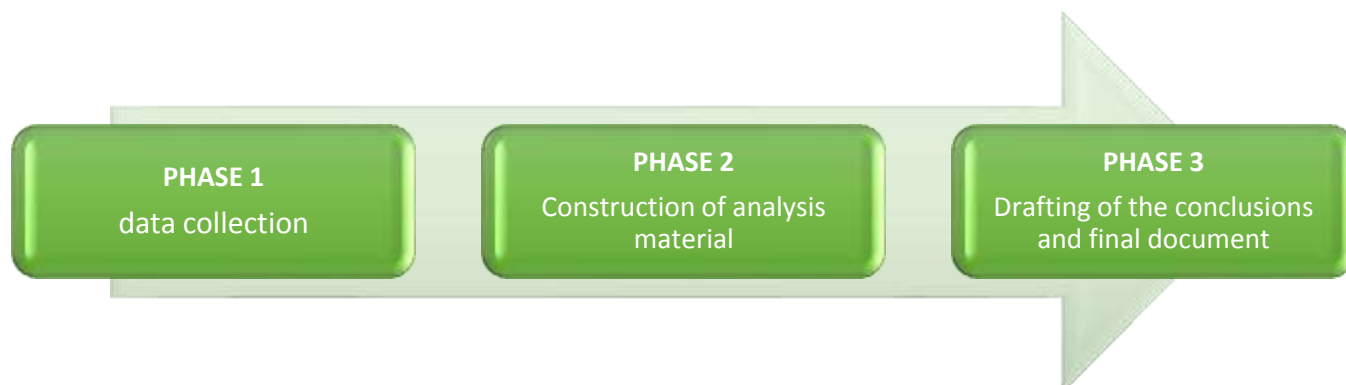 PHASE 1
data collection
PHASE 2
Construction of analysis
material
PHASE 3
Drafting of the conclusions
and final document